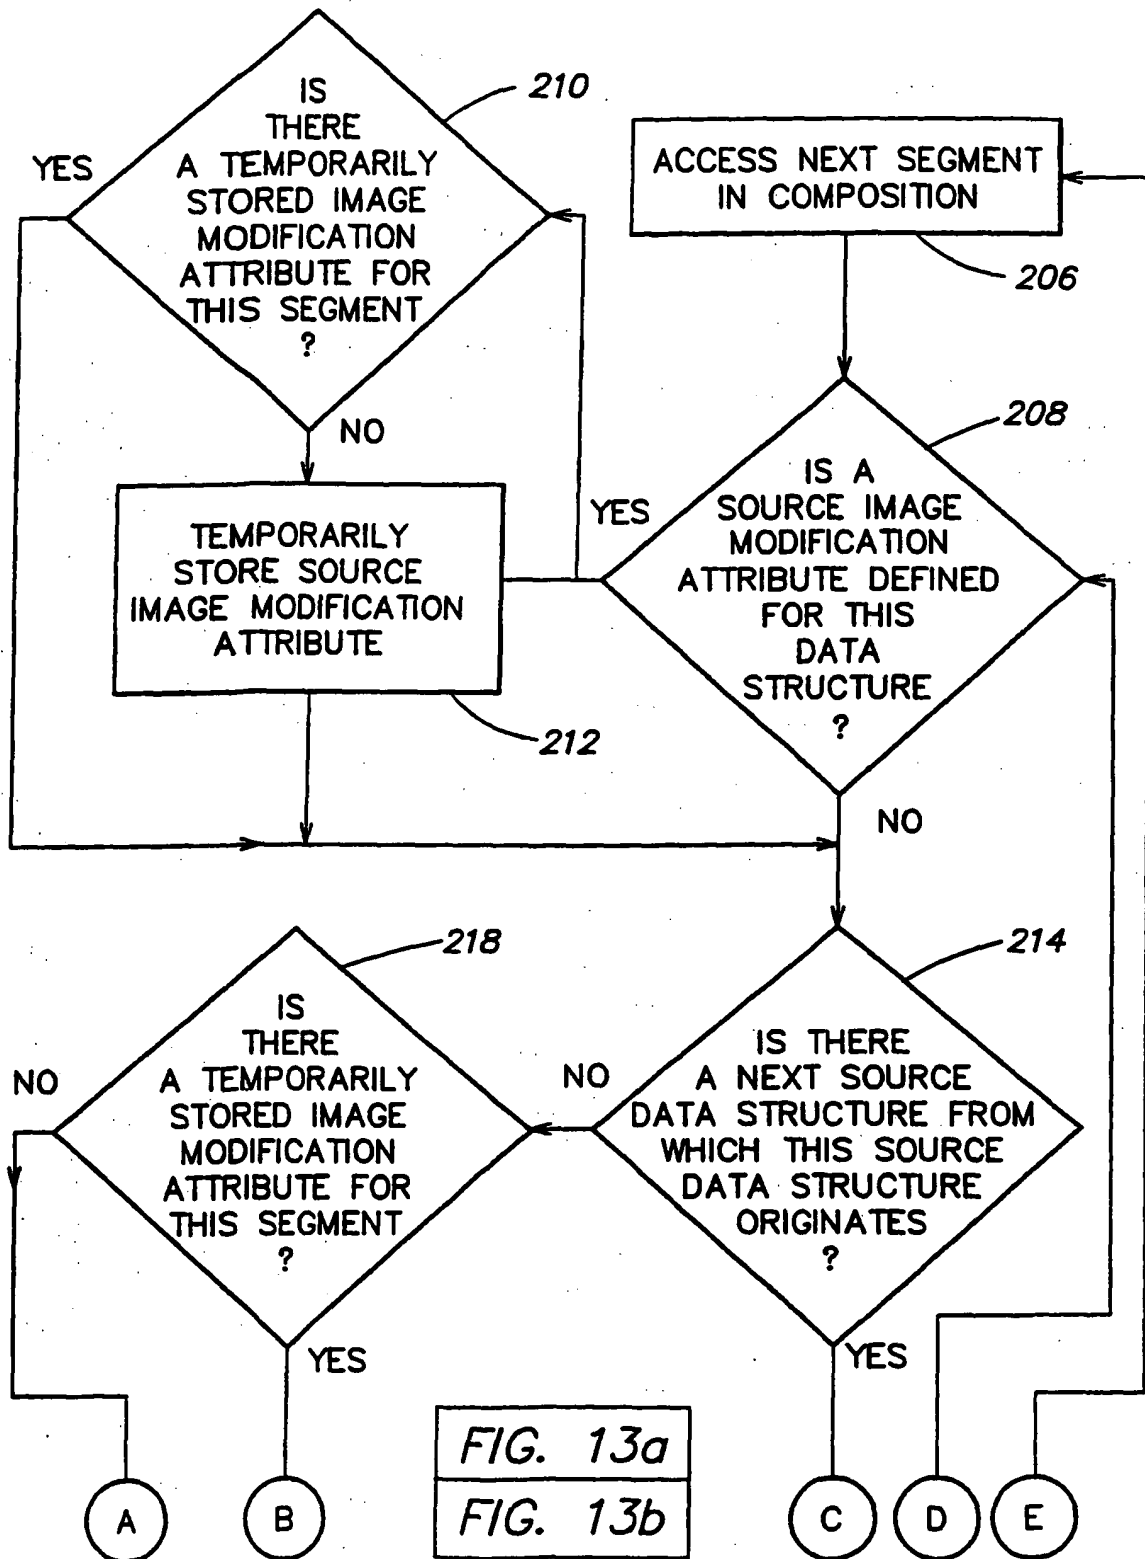 210
IS
THERE
A TEMPORARILY
STORED IMAGE
MODIFICATION
ATTRIBUTE FOR
THIS SEGMENT
?
YES
NO
ACCESS NEXT SEGMENT
IN COMPOSITION
206
208
IS A
SOURCE IMAGE
MODIFICATION
ATTRIBUTE DEFINED
FOR THIS
DATA
STRUCTURE
?
YES
NO
TEMPORARILY
STORE SOURCE
IMAGE MODIFICATION
ATTRIBUTE
212
218
IS
THERE
A TEMPORARILY
STORED IMAGE
MODIFICATION
ATTRIBUTE FOR
THIS SEGMENT
?
NO
YES
214
IS THERE
A NEXT SOURCE
DATA STRUCTURE FROM
WHICH THIS SOURCE
DATA STRUCTURE
ORIGINATES
?
NO
YES
A
B
FIG. 13a
FIG. 13b
C
D
E